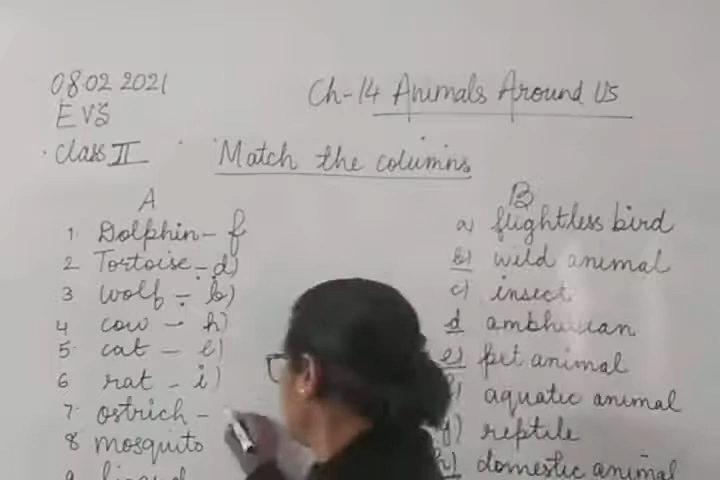 08.02.2021
EVS
Class II
Ch-14 Animals Around Us
Match the columns
A
1 Dolphin - f
2 Tortoise - d)
3 wolf - b)
4 cow - h)
5 cat - e)
6 rat - i)
7 ostrich -
8 mosquito
B
a) flightless bird
b) wild animal
c) insect
d
e) pet animal
aquatic animal
g) reptile
h) domestic animal